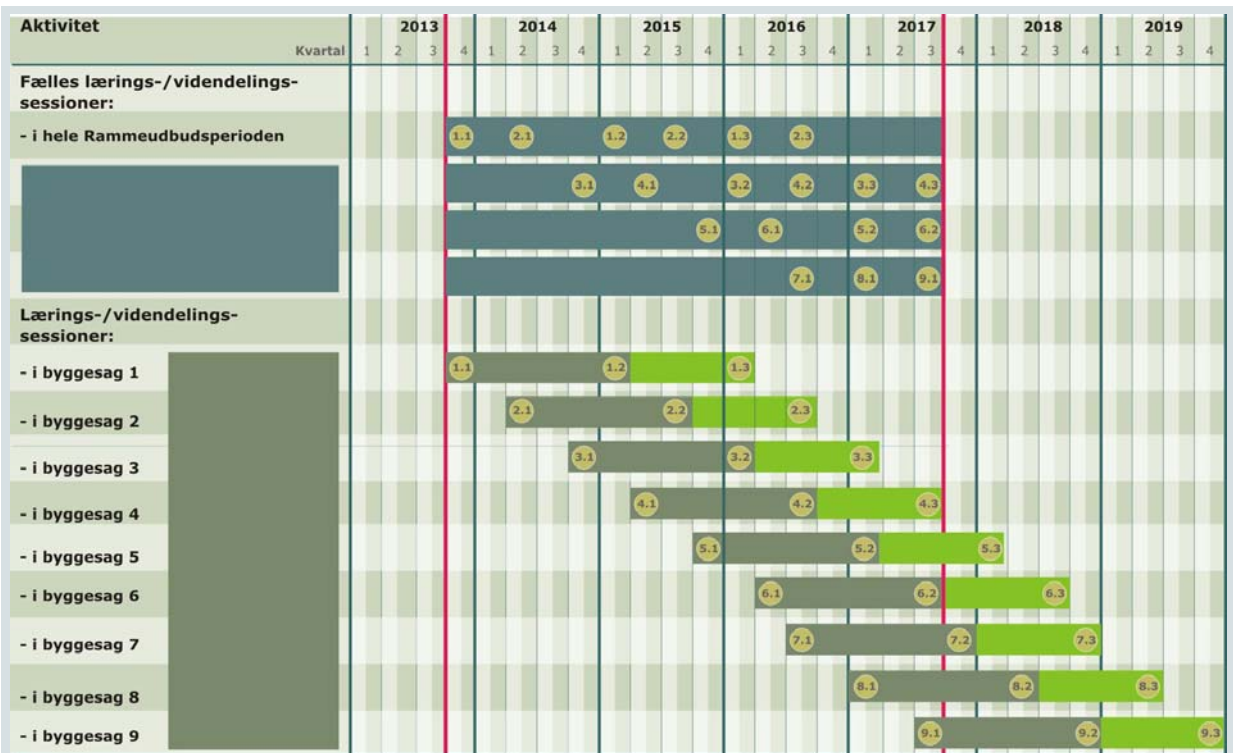 Aktivitet 2013 2014 2015 2016 2017 2018 2019
Kvartal 1 2 3 4 1 2 3 4 1 2 3 4 1 2 3 4 1 2 3 4 1 2 3 4 1 2 3 4
Fælles lærings-/videndelings-
sessioner:
- i hele Rammeudbudsperioden 1.1 2.1 1.2 2.2 1.3 2.3
3.1 4.1 3.2 4.2 3.3 4.3
5.1 6.1 5.2 6.2
7.1 8.1 9.1
Lærings-/videndelings-
sessioner:
- i byggesag 1 1.1 1.2 1.3
- i byggesag 2 2.1 2.2 2.3
- i byggesag 3 3.1 3.2 3.3
- i byggesag 4 4.1 4.2 4.3
- i byggesag 5 5.1 5.2 5.3
- i byggesag 6 6.1 6.2 6.3
- i byggesag 7 7.1 7.2 7.3
- i byggesag 8 8.1 8.2 8.3
- i byggesag 9 9.1 9.2 9.3